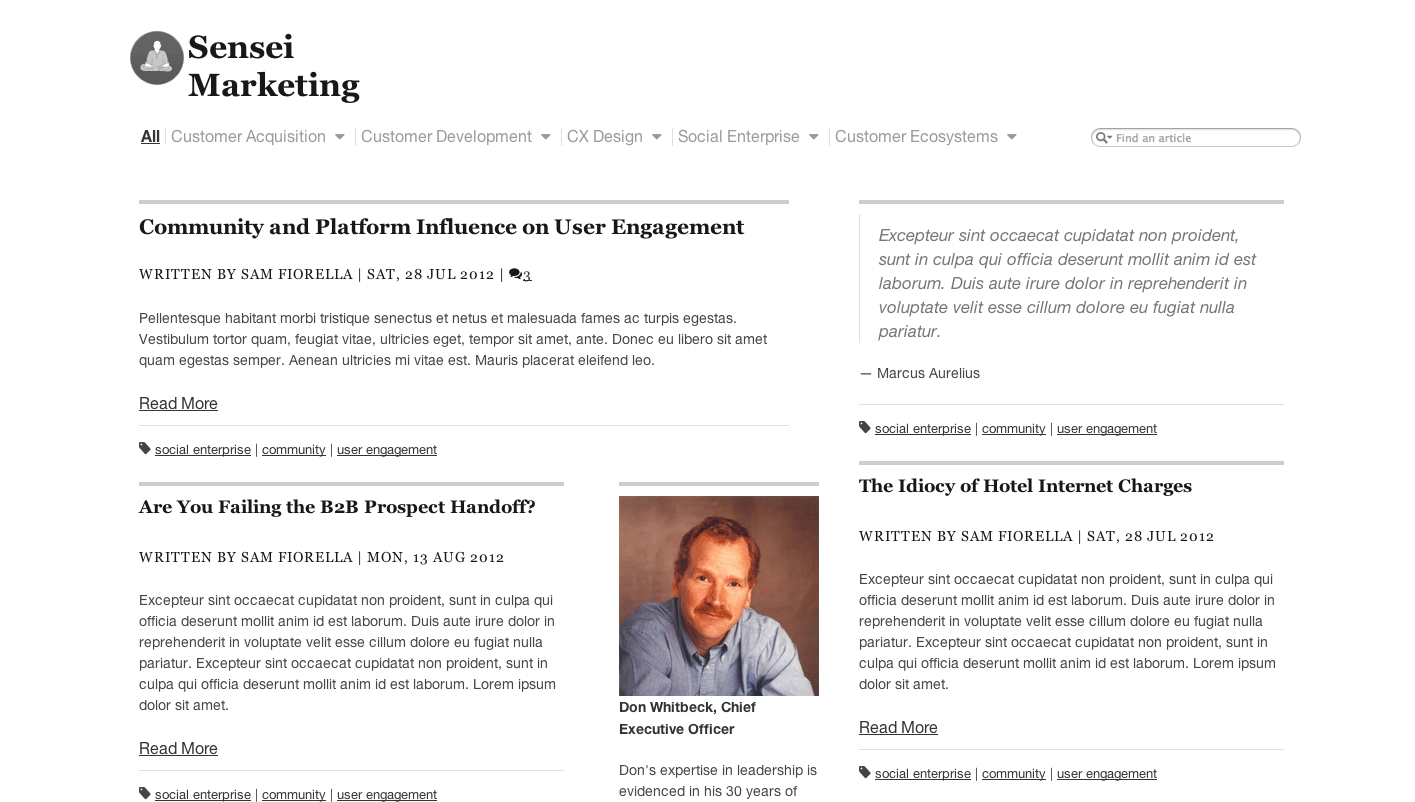 Sensei
Marketing
All Customer Acquisition Customer Development CX Design Social Enterprise Customer Ecosystems Find an article
Community and Platform Influence on User Engagement
WRITTEN BY SAM FIORELLA | SAT, 28 JUL 2012 | 3
Pellentesque habitant morbi tristique senectus et netus et malesuada fames ac turpis egestas.
Vestibulum tortor quam, feugiat vitae, ultricies eget, tempor sit amet, ante. Donec eu libero sit amet
quam egestas semper. Aenean ultricies mi vitae est. Mauris placerat eleifend leo.
Read More
social enterprise | community | user engagement
Excepteur sint occaecat cupidatat non proident,
sunt in culpa qui officia deserunt mollit anim id est
laborum. Duis aute irure dolor in reprehenderit in
voluptate velit esse cillum dolore eu fugiat nulla
pariatur.
— Marcus Aurelius
social enterprise | community | user engagement
Are You Failing the B2B Prospect Handoff?
WRITTEN BY SAM FIORELLA | MON, 13 AUG 2012
Excepteur sint occaecat cupidatat non proident, sunt in culpa qui
officia deserunt mollit anim id est laborum. Duis aute irure dolor in
reprehenderit in voluptate velit esse cillum dolore eu fugiat nulla
pariatur. Excepteur sint occaecat cupidatat non proident, sunt in
culpa qui officia deserunt mollit anim id est laborum. Lorem ipsum
dolor sit amet.
Read More
social enterprise | community | user engagement
Don Whitbeck, Chief
Executive Officer
Don's expertise in leadership is
evidenced in his 30 years of
The Idiocy of Hotel Internet Charges
WRITTEN BY SAM FIORELLA | SAT, 28 JUL 2012
Excepteur sint occaecat cupidatat non proident, sunt in culpa qui
officia deserunt mollit anim id est laborum. Duis aute irure dolor in
reprehenderit in voluptate velit esse cillum dolore eu fugiat nulla
pariatur. Excepteur sint occaecat cupidatat non proident, sunt in
culpa qui officia deserunt mollit anim id est laborum. Lorem ipsum
dolor sit amet.
Read More
social enterprise | community | user engagement